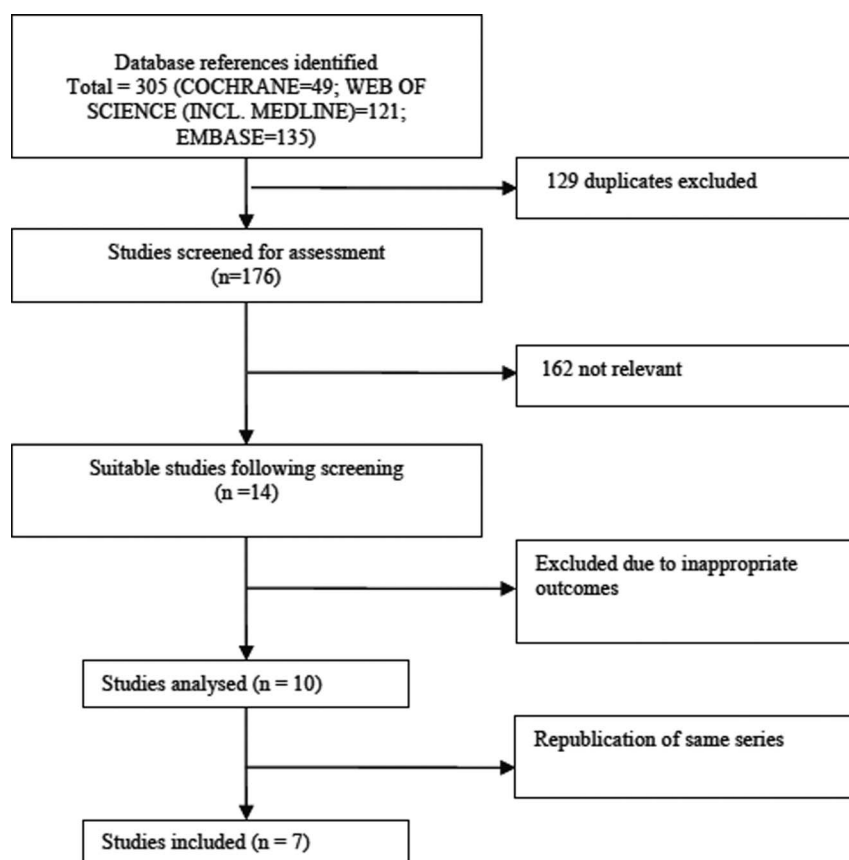 Database references identified
Total = 305 (COCHRANE=49; WEB OF
SCIENCE (INCL. MEDLINE)=121;
EMBASE=135)
129 duplicates excluded
Studies screened for assessment
(n=176)
162 not relevant
Suitable studies following screening
(n =14)
Excluded due to inappropriate
outcomes
Studies analysed (n = 10)
Republication of same series
Studies included (n = 7)